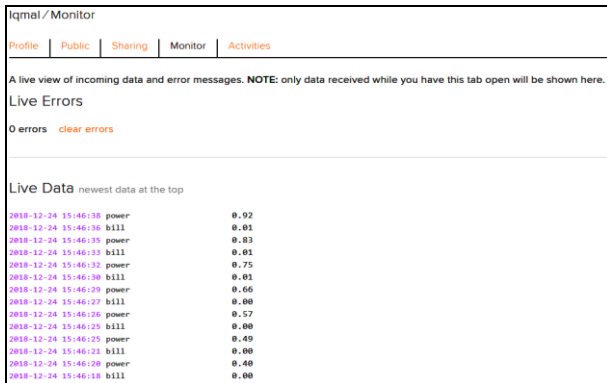 Iqmal/Monitor
Profile Public Sharing Monitor Activities
A live view of incoming data and error messages. NOTE: only data received while you have this tab open will be shown here.
Live Errors
0 errors clear errors
Live Data newest data at the top
2018-12-24 15:46:38 power 0.92
2018-12-24 15:46:36 bill 0.01
2018-12-24 15:46:35 power 0.83
2018-12-24 15:46:33 bill 0.01
2018-12-24 15:46:32 power 0.75
2018-12-24 15:46:30 bill 0.01
2018-12-24 15:46:29 power 0.66
2018-12-24 15:46:27 bill 0.00
2018-12-24 15:46:26 power 0.57
2018-12-24 15:46:25 bill 0.00
2018-12-24 15:46:25 power 0.49
2018-12-24 15:46:21 bill 0.00
2018-12-24 15:46:20 power 0.40
2018-12-24 15:46:18 bill 0.00